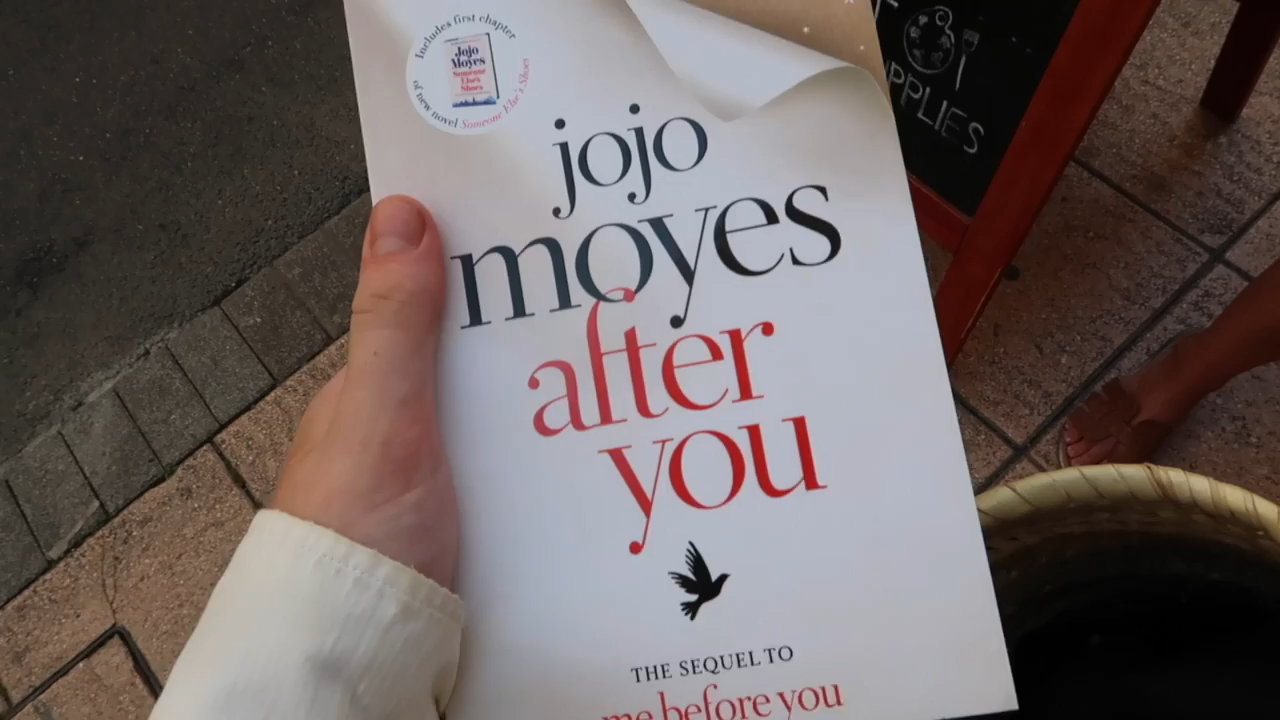 Includes first chapter
Jojo
Moyes
Someone
Else's
Shoes
of new novel Someone Else's Shoes
jojo
moyes
after
you
THE SEQUEL TO
me before you